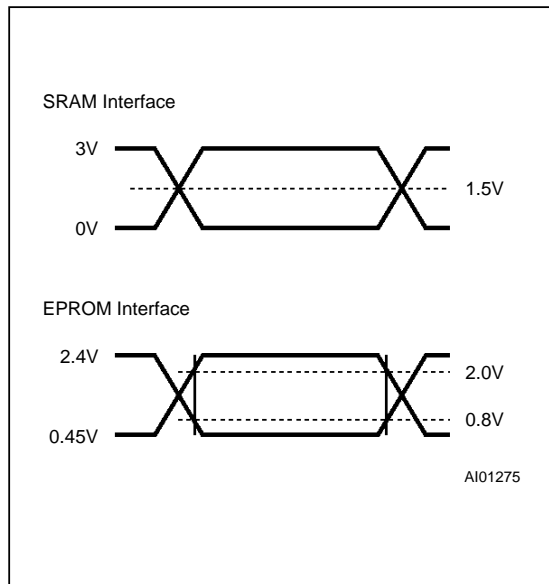 SRAM Interface
3V
1.5V
0V
EPROM Interface
2.4V
2.0V
0.8V
0.45V
AI01275